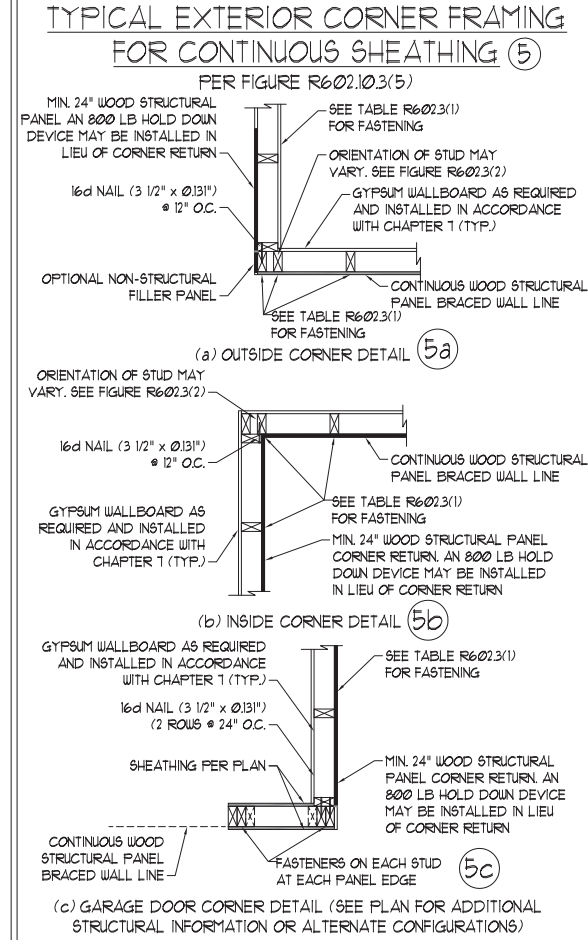 TYPICAL EXTERIOR CORNER FRAMING
FOR CONTINUOUS SHEATHING 5
PER FIGURE R602.10.3(5)
MIN. 24" WOOD STRUCTURAL
PANEL AN 800 LB HOLD DOWN
DEVICE MAY BE INSTALLED IN
LIEU OF CORNER RETURN
SEE TABLE R602.3(1)
FOR FASTENING
ORIENTATION OF STUD MAY
VARY. SEE FIGURE R602.3(2)
16d NAIL (3 1/2" x Ø.131")
@ 12" O.C.
GYPSUM WALLBOARD AS REQUIRED
AND INSTALLED IN ACCORDANCE
WITH CHAPTER 7 (TYP.)
OPTIONAL NON-STRUCTURAL
FILLER PANEL
CONTINUOUS WOOD STRUCTURAL
PANEL BRACED WALL LINE
SEE TABLE R602.3(1)
FOR FASTENING
(a) OUTSIDE CORNER DETAIL 5a
ORIENTATION OF STUD MAY
VARY. SEE FIGURE R602.3(2)
16d NAIL (3 1/2" x Ø.131")
@ 12" O.C.
CONTINUOUS WOOD STRUCTURAL
PANEL BRACED WALL LINE
GYPSUM WALLBOARD AS
REQUIRED AND INSTALLED
IN ACCORDANCE WITH
CHAPTER 7 (TYP.)
SEE TABLE R602.3(1)
FOR FASTENING
MIN. 24" WOOD STRUCTURAL PANEL
CORNER RETURN. AN 800 LB HOLD
DOWN DEVICE MAY BE INSTALLED
IN LIEU OF CORNER RETURN
(b) INSIDE CORNER DETAIL 5b
GYPSUM WALLBOARD AS REQUIRED
AND INSTALLED IN ACCORDANCE
WITH CHAPTER 7 (TYP.)
SEE TABLE R602.3(1)
FOR FASTENING
16d NAIL (3 1/2" x Ø.131")
(2 ROWS @ 24" O.C.
SHEATHING PER PLAN
MIN. 24" WOOD STRUCTURAL
PANEL CORNER RETURN. AN
800 LB HOLD DOWN DEVICE
MAY BE INSTALLED IN LIEU
OF CORNER RETURN
CONTINUOUS WOOD
STRUCTURAL PANEL
BRACED WALL LINE
FASTENERS ON EACH STUD
AT EACH PANEL EDGE
5c
(c) GARAGE DOOR CORNER DETAIL (SEE PLAN FOR ADDITIONAL
STRUCTURAL INFORMATION OR ALTERNATE CONFIGURATIONS)